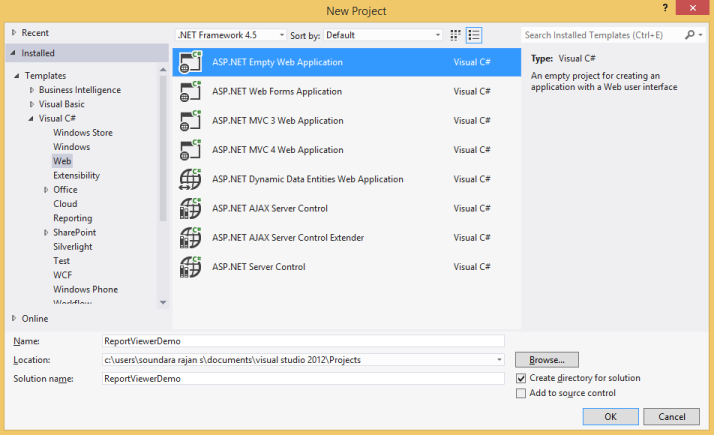 New Project
?
Recent
.NET Framework 4.5
Sort by: Default
Search Installed Templates (Ctrl+E)
Installed
Templates
Business Intelligence
Visual Basic
Visual C#
Windows Store
Windows
Web
Extensibility
Office
Cloud
Reporting
SharePoint
Silverlight
Test
WCF
Windows Phone
Workflow
Online
ASP.NET Empty Web Application Visual C#
ASP.NET Web Forms Application Visual C#
ASP.NET MVC 3 Web Application Visual C#
ASP.NET MVC 4 Web Application Visual C#
ASP.NET Dynamic Data Entities Web Application Visual C#
ASP.NET AJAX Server Control Visual C#
ASP.NET AJAX Server Control Extender Visual C#
ASP.NET Server Control Visual C#
Type: Visual C#
An empty project for creating an
application with a Web user interface
Name: ReportViewerDemo
Location: c:\users\soundara rajan s\documents\visual studio 2012\Projects
Browse...
Solution name: ReportViewerDemo
Create directory for solution
Add to source control
OK
Cancel